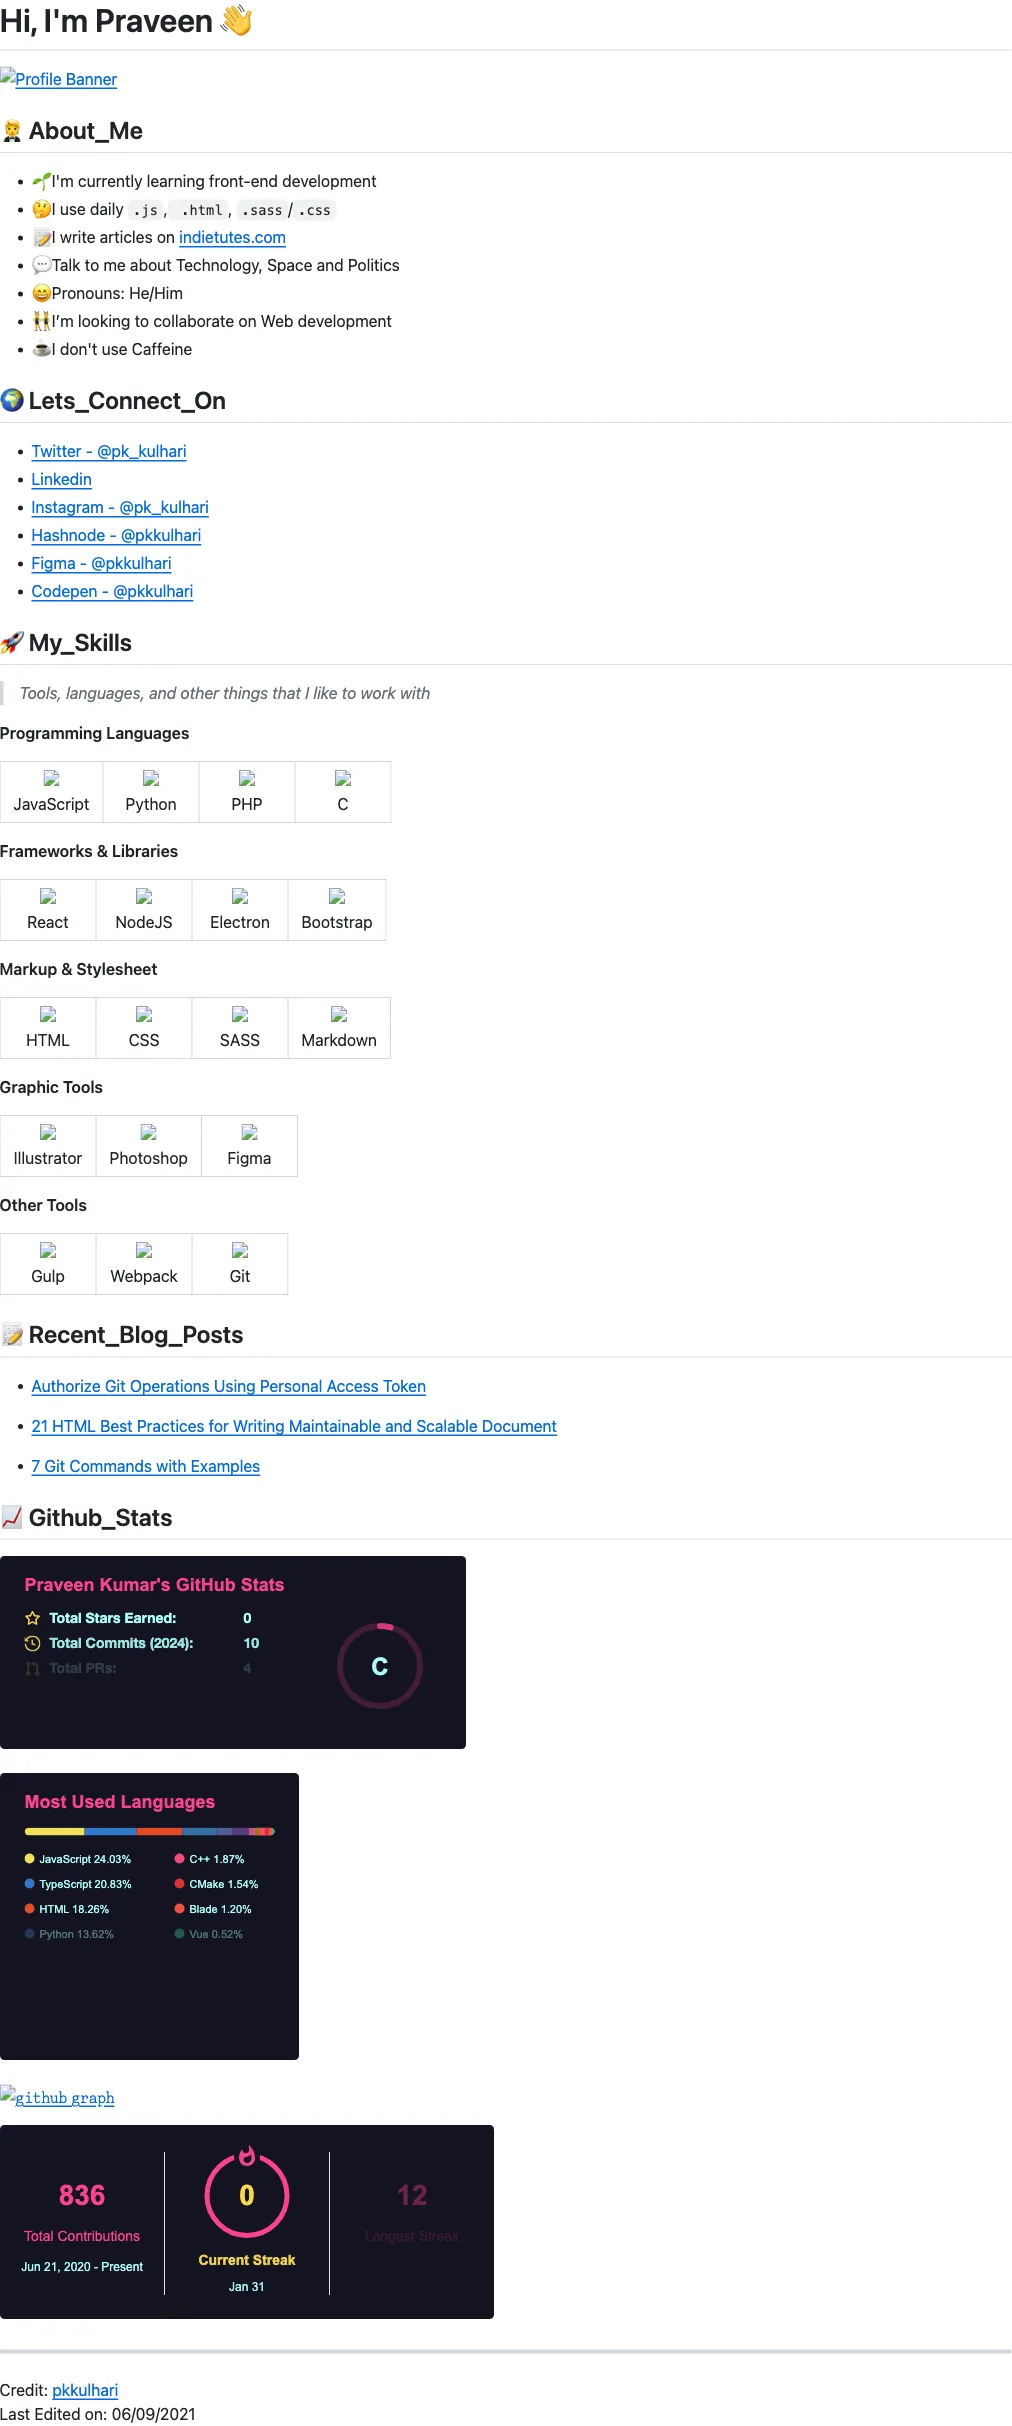 Hi, I'm Praveen 👋
Profile Banner
🤵 About_Me
• 🌱I'm currently learning front-end development
• 🤔I use daily .js, .html, .sass/.css
• 📝I write articles on indietutes.com
• 💬Talk to me about Technology, Space and Politics
• 😄Pronouns: He/Him
• 👯I’m looking to collaborate on Web development
• ☕I don't use Caffeine
🌍 Lets_Connect_On
• Twitter - @pk_kulhari
• Linkedin
• Instagram - @pk_kulhari
• Hashnode - @pkkulhari
• Figma - @pkkulhari
• Codepen - @pkkulhari
🚀 My_Skills
Tools, languages, and other things that I like to work with
Programming Languages
JavaScript Python PHP C
Frameworks & Libraries
React NodeJS Electron Bootstrap
Markup & Stylesheet
HTML CSS SASS Markdown
Graphic Tools
Illustrator Photoshop Figma
Other Tools
Gulp Webpack Git
📝 Recent_Blog_Posts
• Authorize Git Operations Using Personal Access Token
• 21 HTML Best Practices for Writing Maintainable and Scalable Document
• 7 Git Commands with Examples
📈 Github_Stats
Praveen Kumar's GitHub Stats
Total Stars Earned: 0
Total Commits (2024): 10
Total PRs: 4
C
Most Used Languages
JavaScript 24.03% C++ 1.87%
TypeScript 20.83% CMake 1.54%
HTML 18.26% Blade 1.20%
Python 13.62% Vue 0.52%
github graph
836 0 12
Total Contributions Longest Streak
Current Streak
Jun 21, 2020 - Present
Jan 31
Credit: pkkulhari
Last Edited on: 06/09/2021